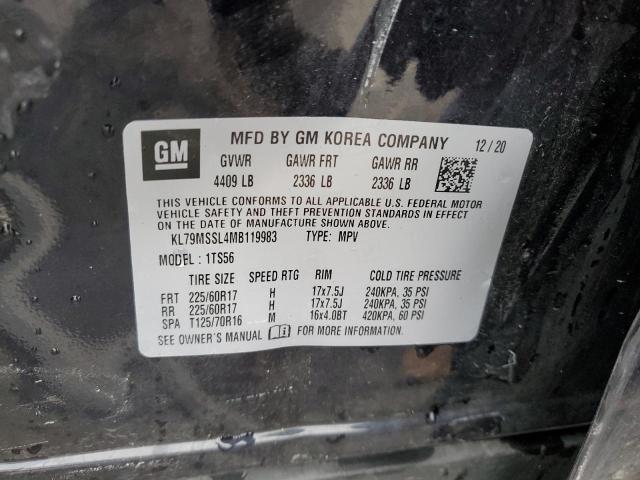 GM MFD BY GM KOREA COMPANY 12/20
GVWR GAWR FRT GAWR RR
4409 LB 2336 LB 2336 LB
THIS VEHICLE CONFORMS TO ALL APPLICABLE U.S. FEDERAL MOTOR
VEHICLE SAFETY AND THEFT PREVENTION STANDARDS IN EFFECT
ON THE DATE OF MANUFACTURE SHOWN ABOVE.
KL79MSSL4MB119983 TYPE: MPV
MODEL: 1TS56
TIRE SIZE SPEED RTG RIM COLD TIRE PRESSURE
FRT 225/60R17 H 17x7.5J 240KPA, 35 PSI
RR 225/60R17 H 17x7.5J 240KPA, 35 PSI
SPA T125/70R16 M 16x4.0BT 420KPA, 60 PSI
SEE OWNER'S MANUAL FOR MORE INFORMATION.